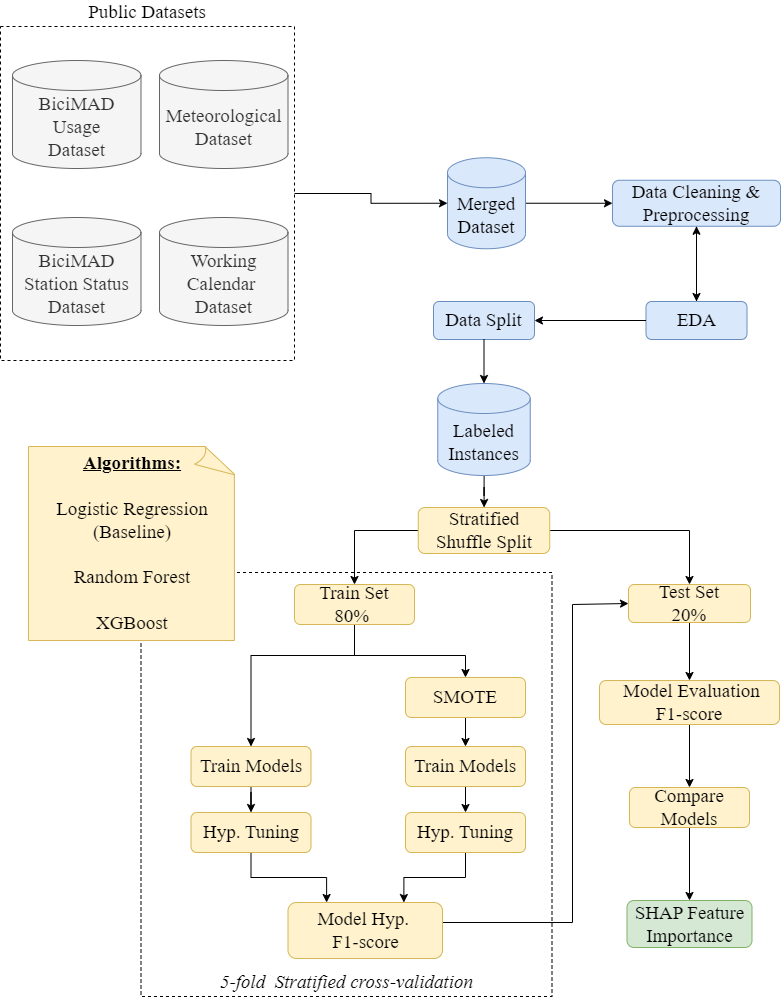 Public Datasets
BiciMAD
Usage
Dataset
Meteorological
Dataset
BiciMAD
Station Status
Dataset
Working
Calendar
Dataset
Merged
Dataset
Data Cleaning &
Preprocessing
Data Split
EDA
Labeled
Instances
Algorithms:
Logistic Regression
(Baseline)
Random Forest
XGBoost
Stratified
Shuffle Split
Train Set
80%
Test Set
20%
SMOTE
Model Evaluation
F1-score
Train Models
Train Models
Compare
Models
Hyp. Tuning
Hyp. Tuning
Model Hyp.
F1-score
SHAP Feature
Importance
5-fold Stratified cross-validation